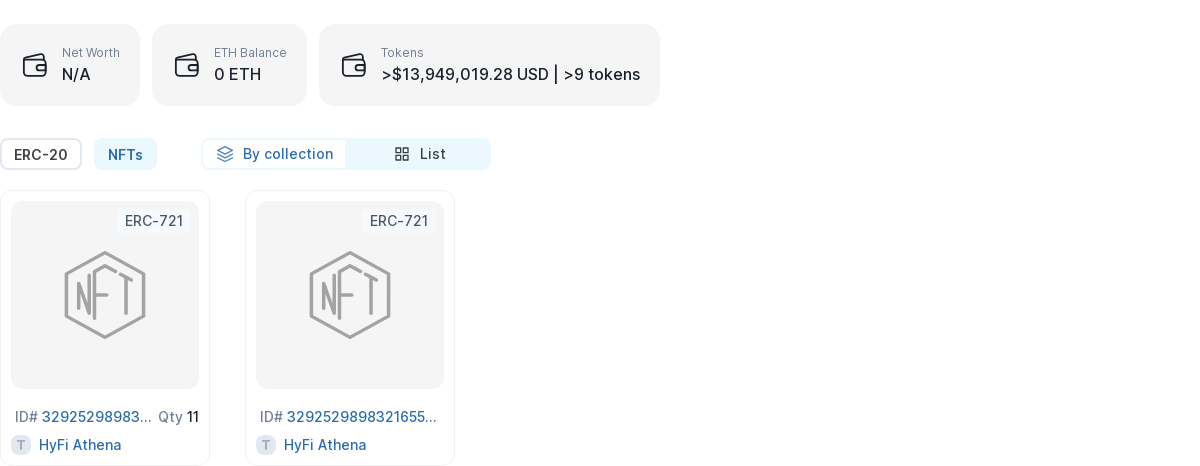 Net Worth
N/A
ETH Balance
0 ETH
Tokens
>$13,949,019.28 USD | >9 tokens
ERC-20
NFTs
By collection
List
ERC-721
NFT
ID# 32925298983... Qty 11
T HyFi Athena
ERC-721
NFT
ID# 3292529898321655...
T HyFi Athena